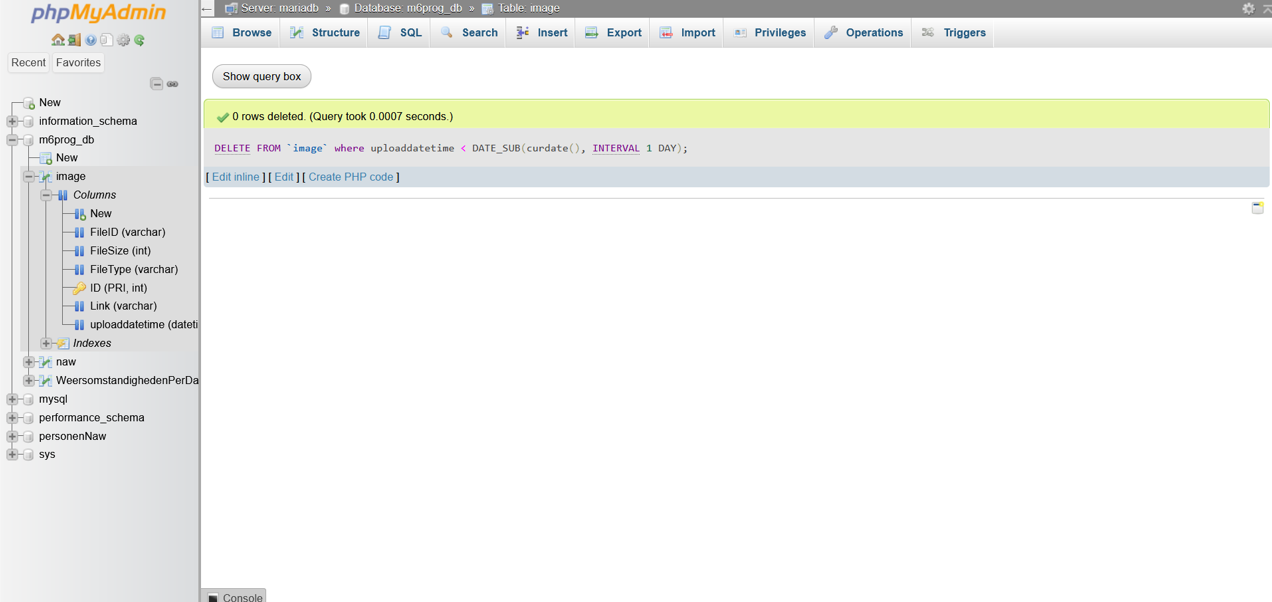 phpMyAdmin
Recent Favorites
New
information_schema
m6prog_db
New
image
Columns
New
FileID (varchar)
FileSize (int)
FileType (varchar)
ID (PRI, int)
Link (varchar)
uploaddatetime (dateti
Indexes
naw
WeersomstandighedenPerDa
mysql
performance_schema
personenNaw
sys
Server: mariadb » Database: m6prog_db » Table: image
Browse Structure SQL Search Insert Export Import Privileges Operations Triggers
Show query box
0 rows deleted. (Query took 0.0007 seconds.)
DELETE FROM `image` where uploaddatetime < DATE_SUB(curdate(), INTERVAL 1 DAY);
[ Edit inline ] [ Edit ] [ Create PHP code ]
Console